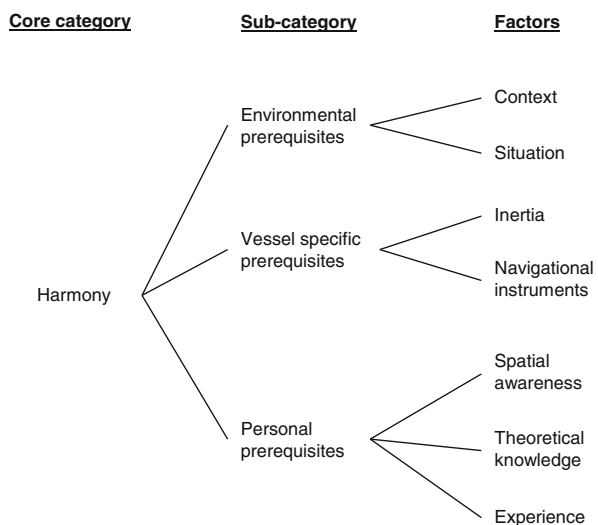 Core category
Sub-category
Factors
Harmony
Environmental
prerequisites
Context
Situation
Vessel specific
prerequisites
Inertia
Navigational
instruments
Personal
prerequisites
Spatial
awareness
Theoretical
knowledge
Experience